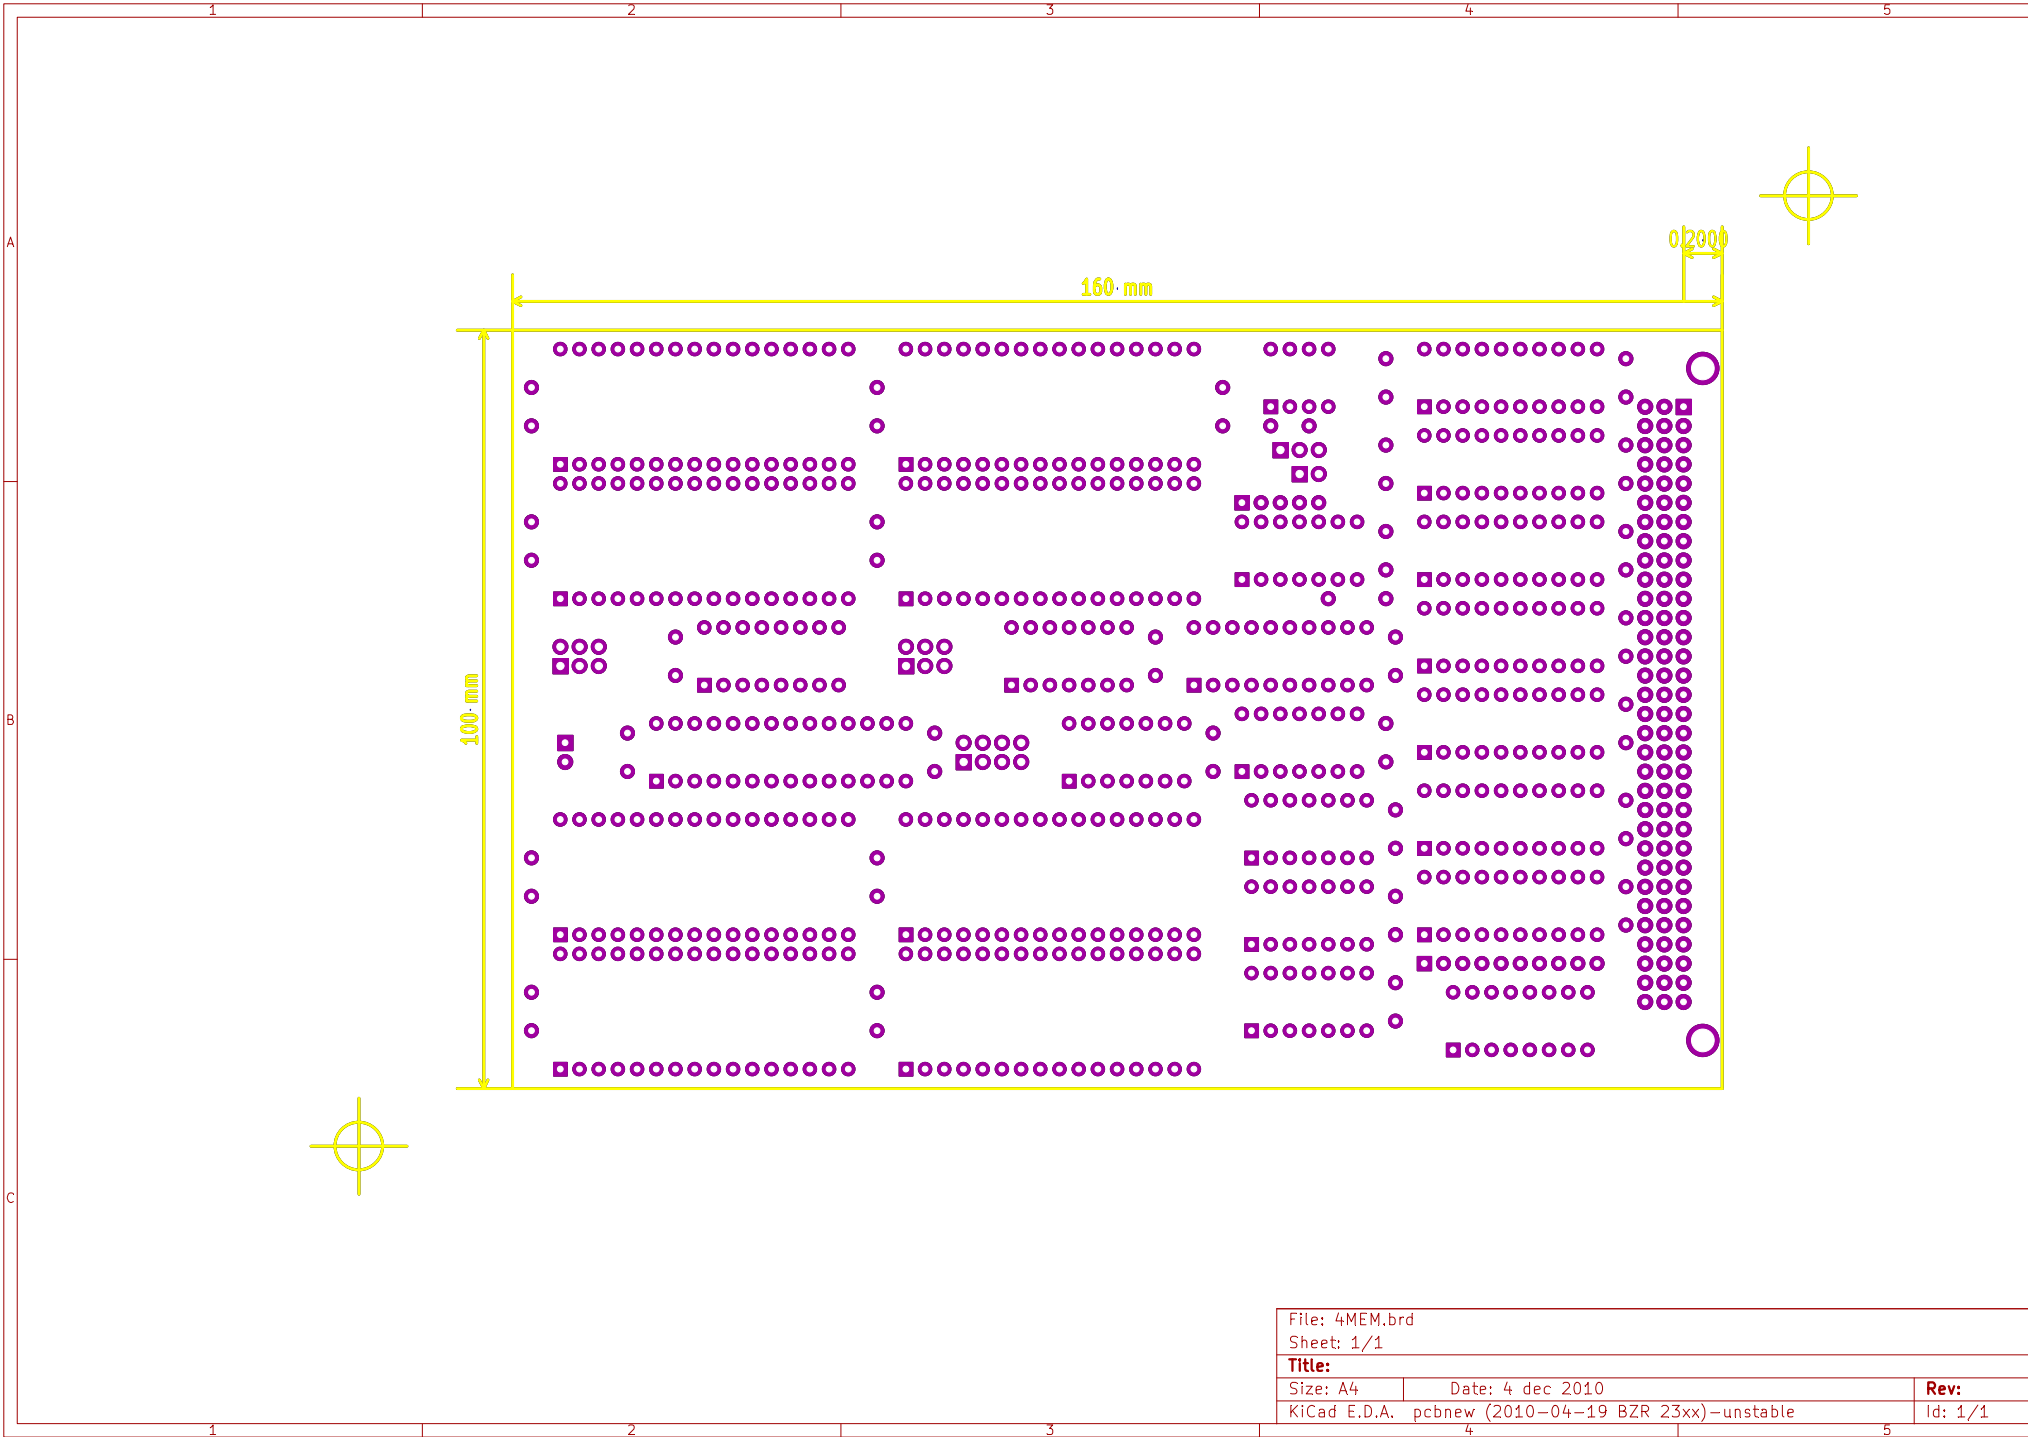 1 2 3 4 5
A
0.2000
160 mm
100 mm
B
C
File: 4MEM.brd
Sheet: 1/1
Title:
Size: A4 Date: 4 dec 2010 Rev:
KiCad E.D.A. pcbnew (2010-04-19 BZR 23xx)-unstable Id: 1/1
1 2 3 4 5